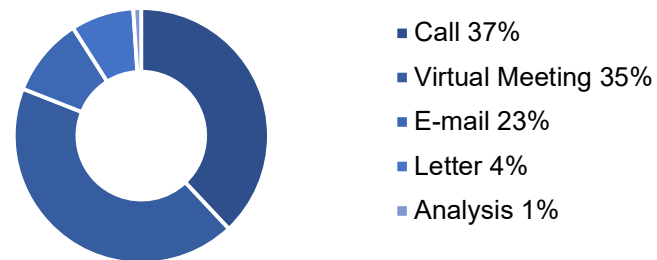 Call 37%
Virtual Meeting 35%
E-mail 23%
Letter 4%
Analysis 1%